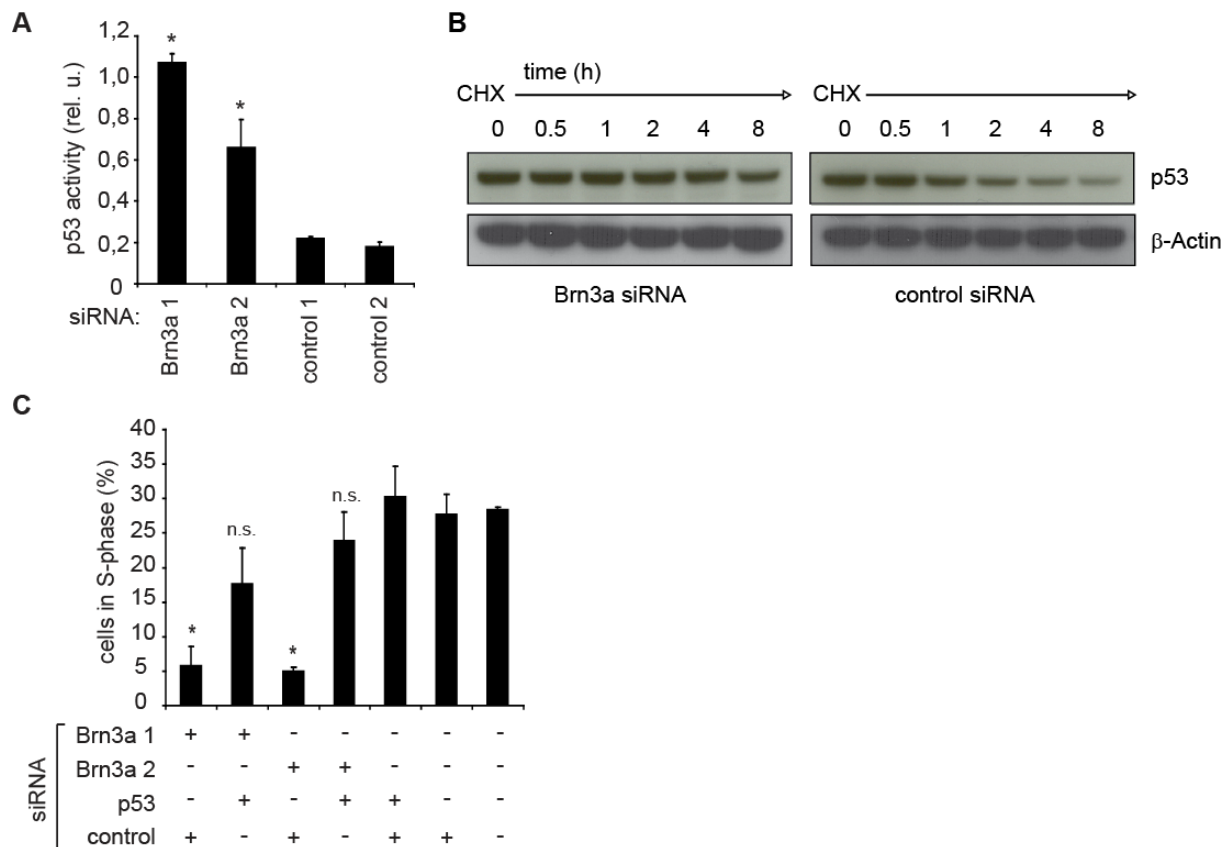 A
1,2
1,0
0,8
0,6
0,4
0,2
0
p53 activity (rel. u.)
* *
siRNA:
Brn3a 1
Brn3a 2
control 1
control 2
B
time (h)
CHX
0 0.5 1 2 4 8
CHX
0 0.5 1 2 4 8
p53
β-Actin
Brn3a siRNA
control siRNA
C
40
35
30
25
20
15
10
5
0
cells in S-phase (%)
* n.s. * n.s.
siRNA
Brn3a 1 + + - - - - -
Brn3a 2 - - + + - - -
p53 - + - + + - -
control + - + - + + -